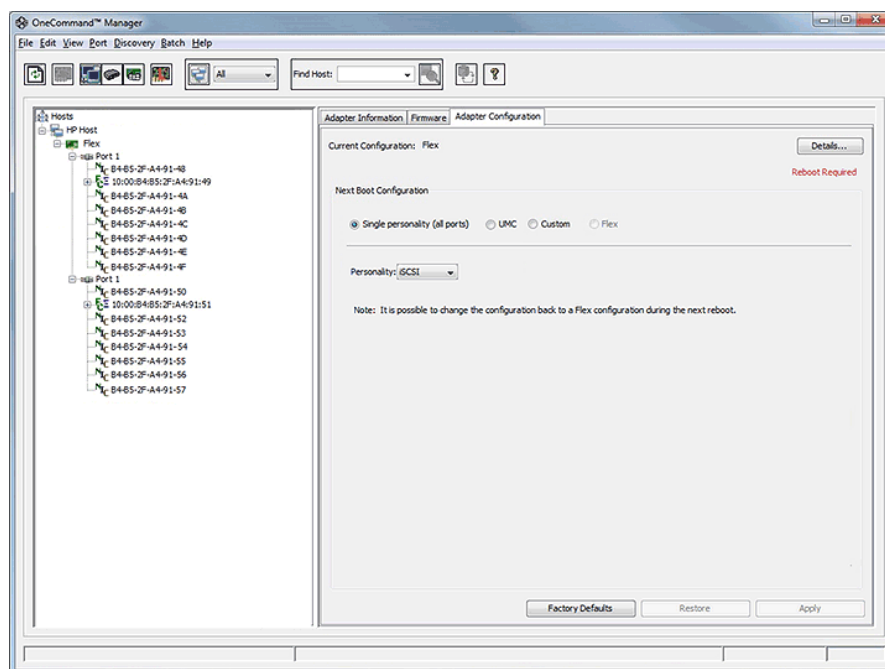 OneCommand™ Manager
File Edit View Port Discovery Batch Help
All
Find Host:
Hosts
HP Host
Flex
Port 1
B4-B5-2F-A4-91-48
10:00:B4:B5:2F:A4:91:49
B4-B5-2F-A4-91-4A
B4-B5-2F-A4-91-4B
B4-B5-2F-A4-91-4C
B4-B5-2F-A4-91-4D
B4-B5-2F-A4-91-4E
B4-B5-2F-A4-91-4F
Port 1
B4-B5-2F-A4-91-50
10:00:B4:B5:2F:A4:91:51
B4-B5-2F-A4-91-52
B4-B5-2F-A4-91-53
B4-B5-2F-A4-91-54
B4-B5-2F-A4-91-55
B4-B5-2F-A4-91-56
B4-B5-2F-A4-91-57
Adapter Information Firmware Adapter Configuration
Current Configuration: Flex
Details...
Reboot Required
Next Boot Configuration
Single personality (all ports) UMC Custom Flex
Personality: iSCSI
Note: It is possible to change the configuration back to a Flex configuration during the next reboot.
Factory Defaults Restore Apply